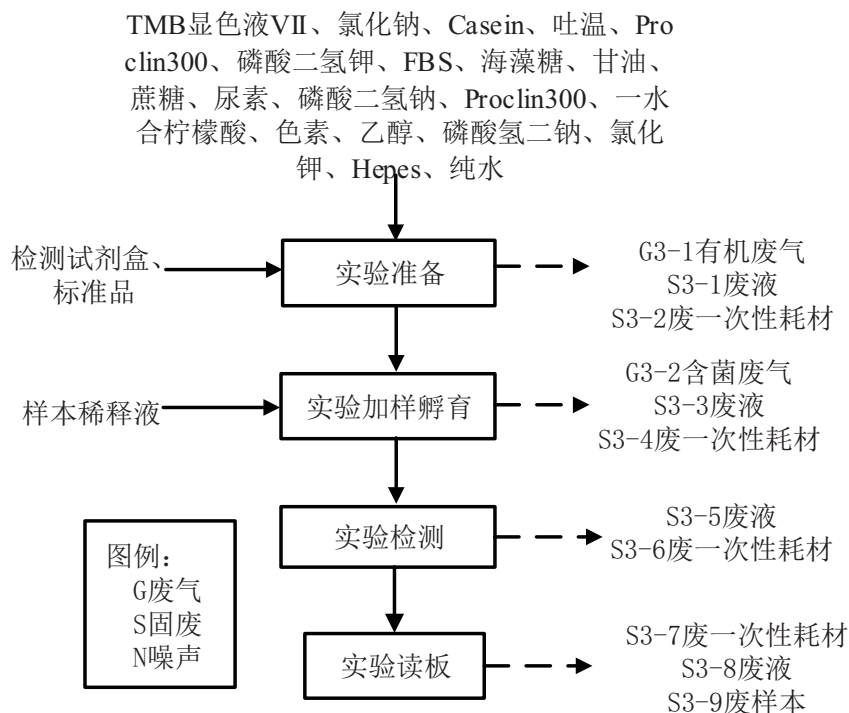 TMB显色液VII、氯化钠、Casein、吐温、Pro
clin300、磷酸二氢钾、FBS、海藻糖、甘油、
蔗糖、尿素、磷酸二氢钠、Proclin300、一水
合柠檬酸、色素、乙醇、磷酸氢二钠、氯化
钾、Hepes、纯水
检测试剂盒、
标准品
实验准备
G3-1有机废气
S3-1废液
S3-2废一次性耗材
样本稀释液
实验加样孵育
G3-2含菌废气
S3-3废液
S3-4废一次性耗材
实验检测
S3-5废液
S3-6废一次性耗材
图例:
G废气
S固废
N噪声
实验读板
S3-7废一次性耗材
S3-8废液
S3-9废样本